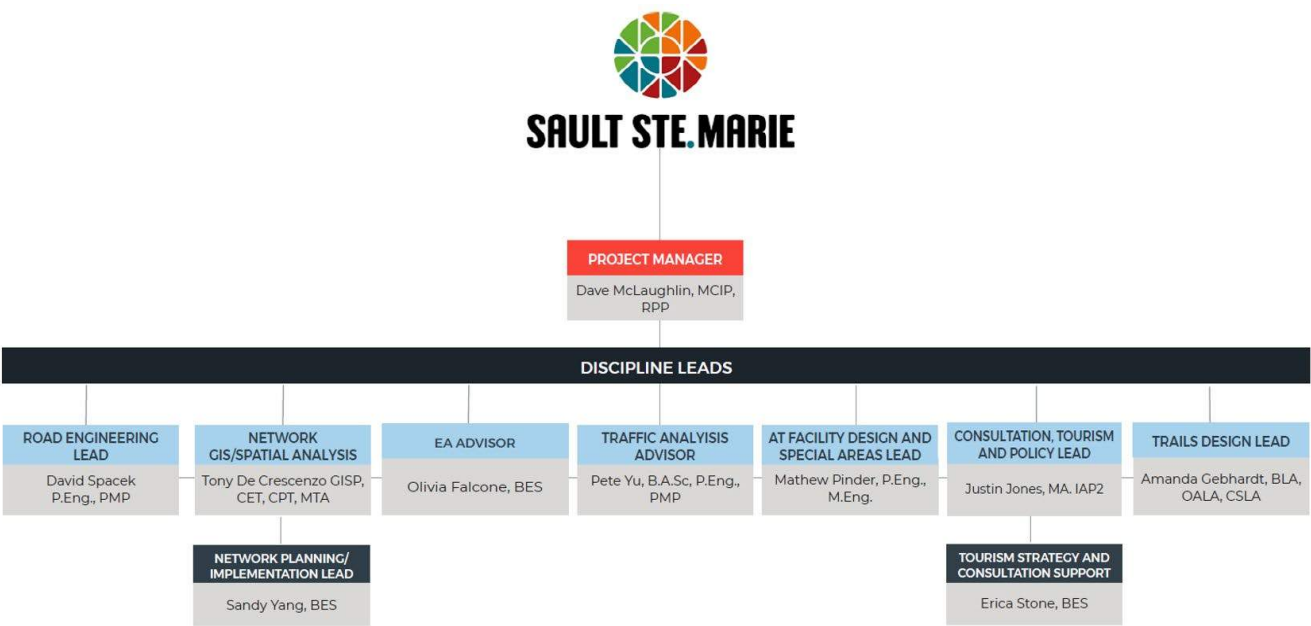 SAULT STE.MARIE
PROJECT MANAGER
Dave McLaughlin, MCIP,
RPP
DISCIPLINE LEADS
ROAD ENGINEERING
LEAD
David Spacek
P.Eng., PMP
NETWORK
GIS/SPATIAL ANALYSIS
Tony De Crescenzo GISP,
CET, CPT, MTA
EA ADVISOR
Olivia Falcone, BES
TRAFFIC ANALYISIS
ADVISOR
Pete Yu, B.A.Sc, P.Eng.,
PMP
AT FACILITY DESIGN AND
SPECIAL AREAS LEAD
Mathew Pinder, P.Eng.,
M.Eng.
CONSULTATION, TOURISM
AND POLICY LEAD
Justin Jones, MA. IAP2
TRAILS DESIGN LEAD
Amanda Gebhardt, BLA,
OALA, CSLA
NETWORK PLANNING/
IMPLEMENTATION LEAD
Sandy Yang, BES
TOURISM STRATEGY AND
CONSULTATION SUPPORT
Erica Stone, BES